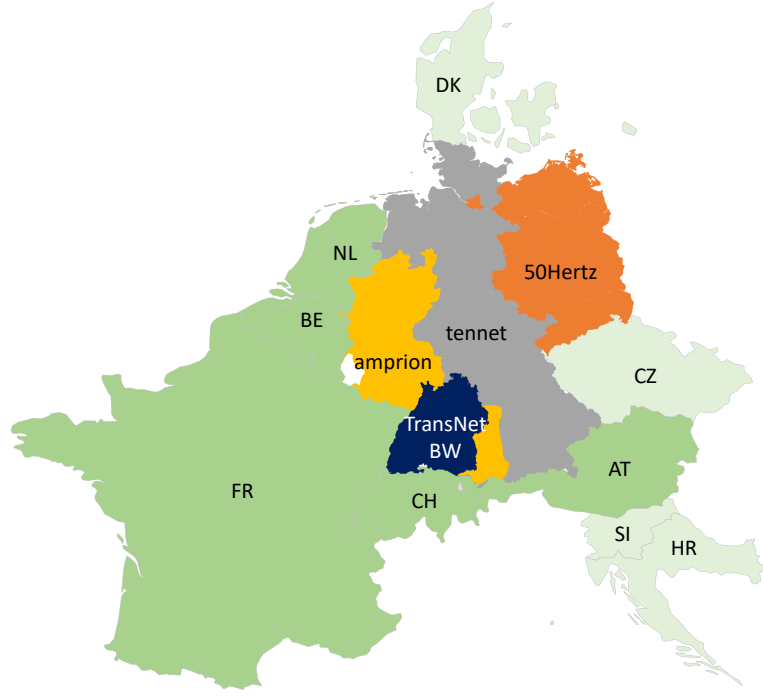 DK
NL
50Hertz
BE
tennet
amprion
CZ
TransNet
BW
AT
FR
CH
SI
HR